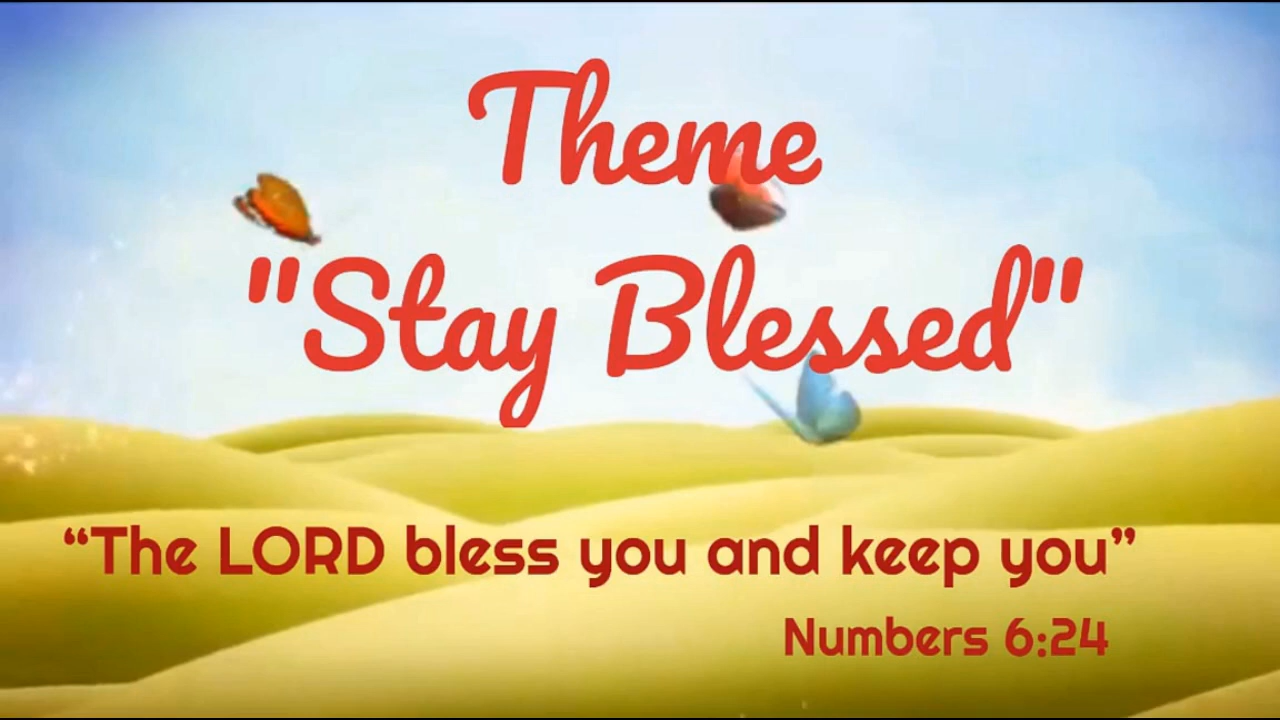 Theme
"Stay Blessed"
“The LORD bless you and keep you”
Numbers 6:24